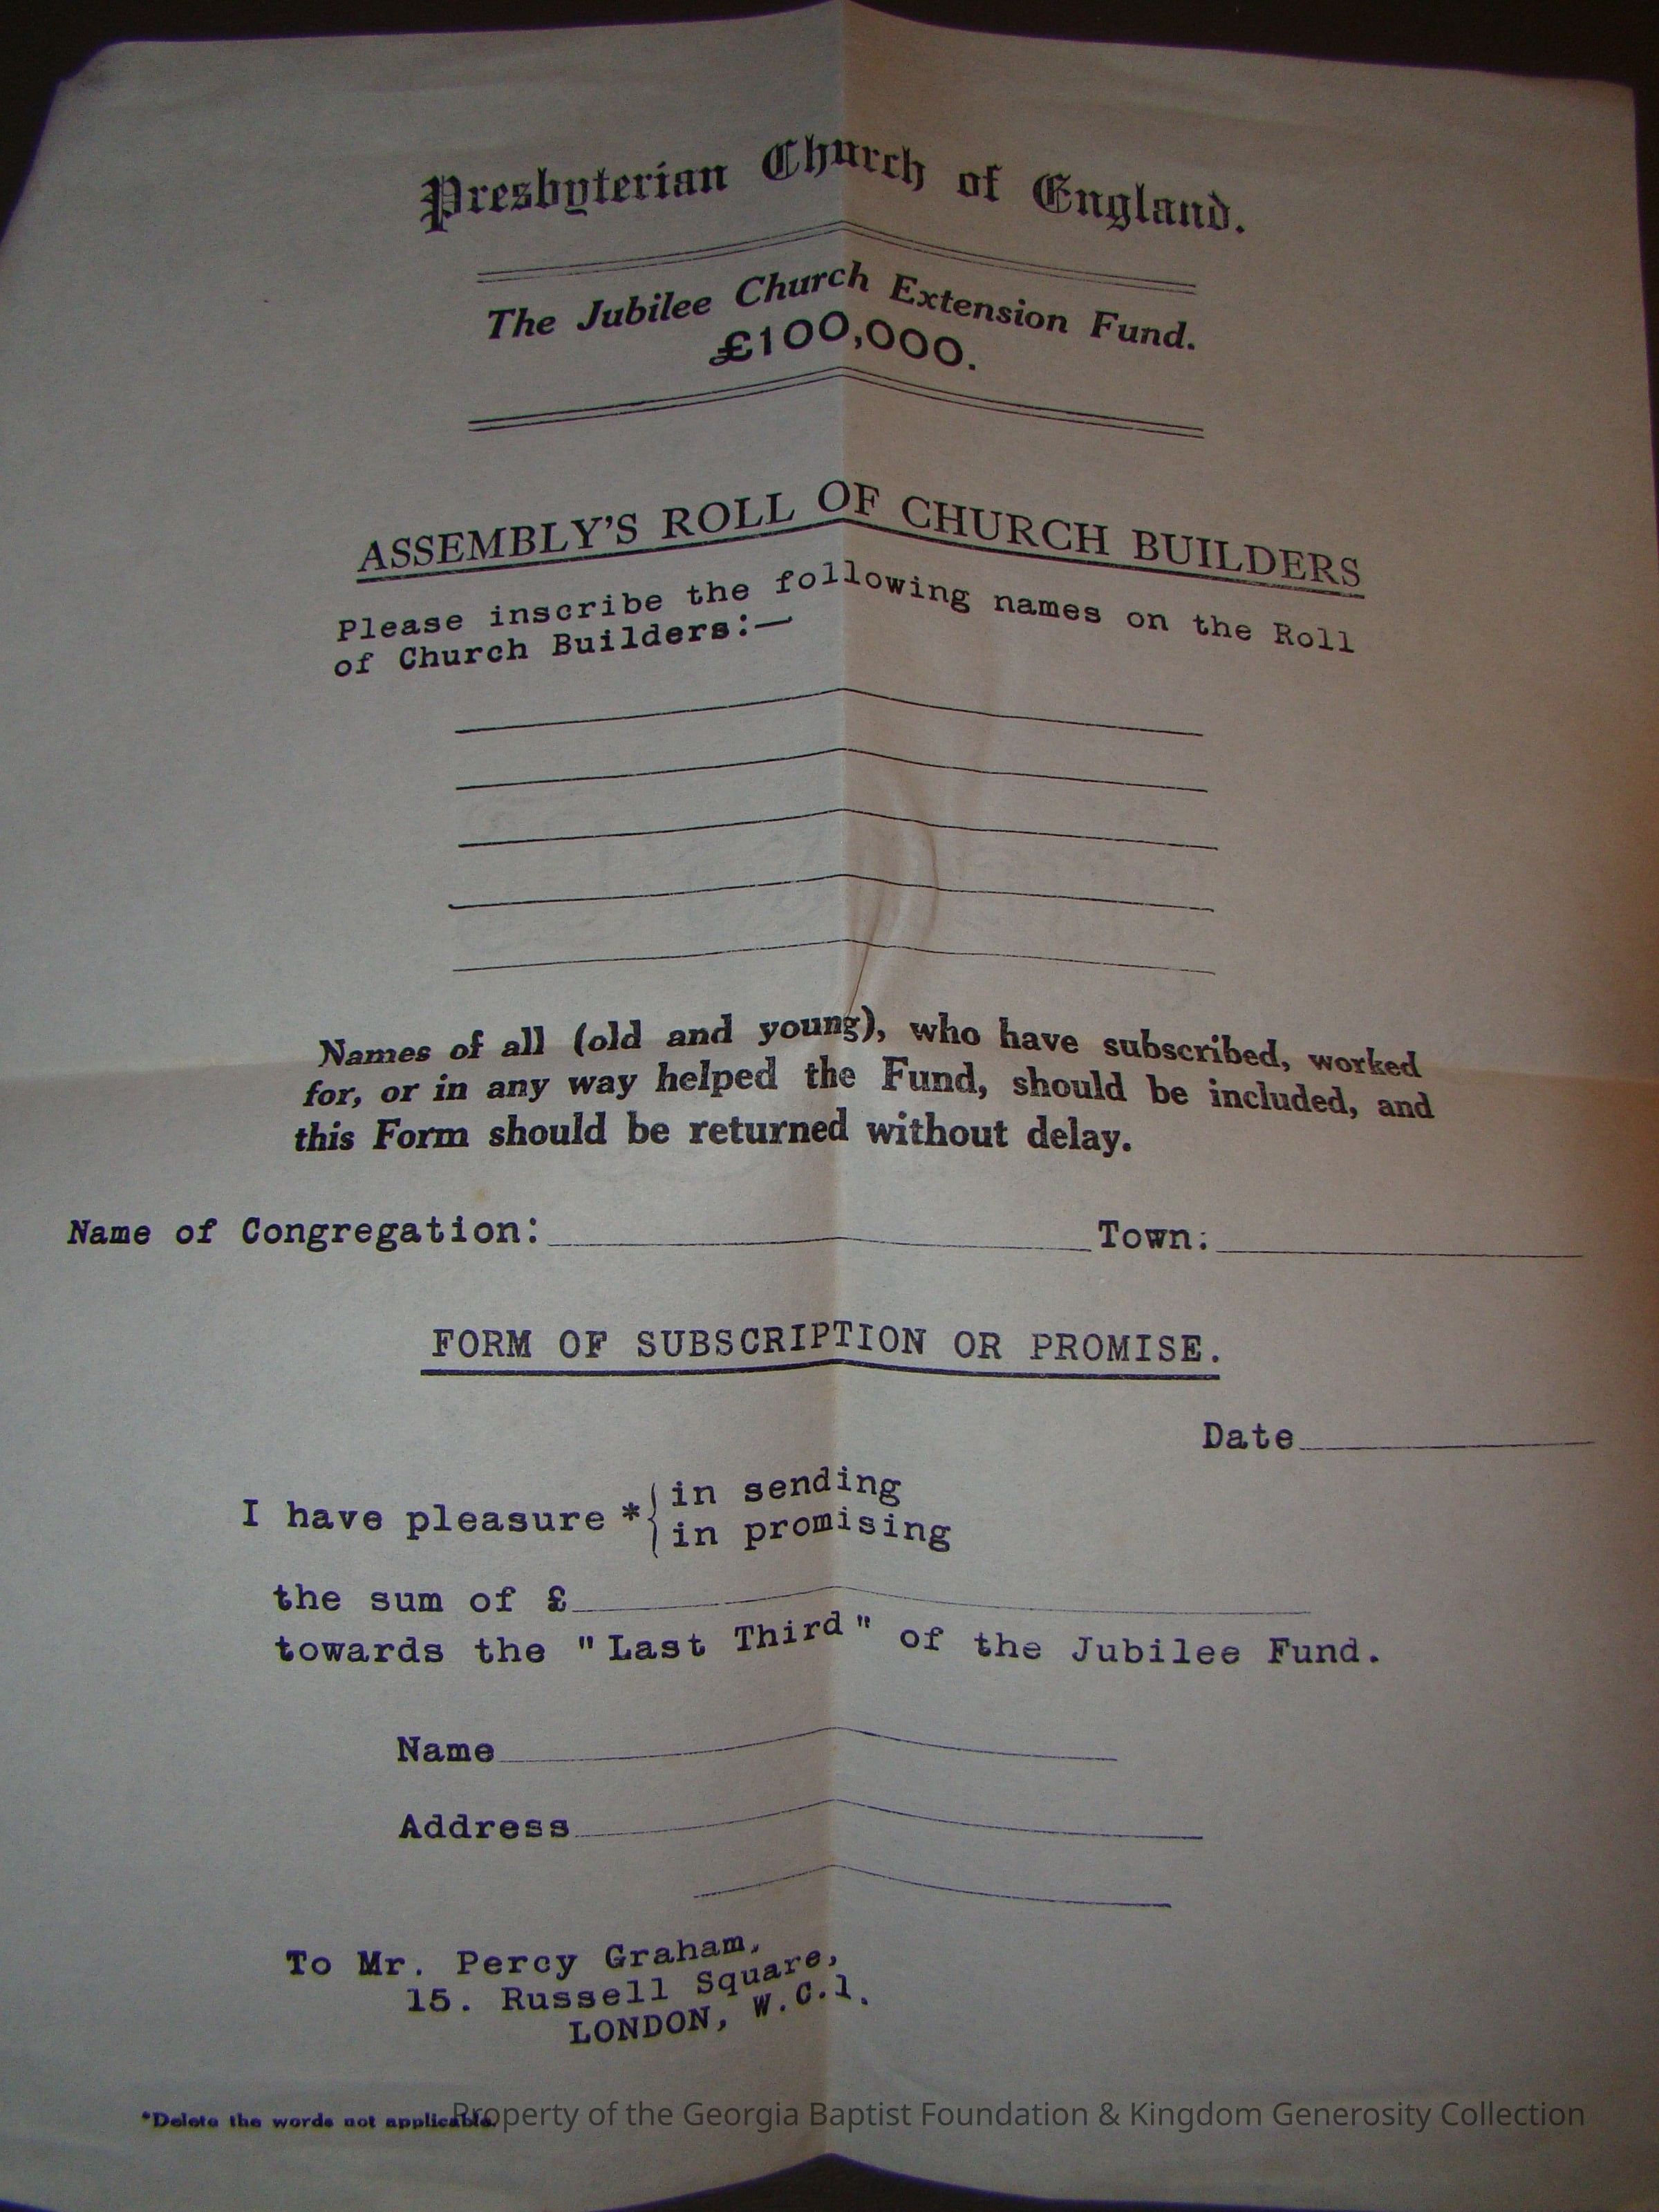 Presbyterian Church of England.
The Jubilee Church Extension Fund.
£100,000.
ASSEMBLY'S ROLL OF CHURCH BUILDERS
Please inscribe the following names on the Roll
of Church Builders:—
Names of all (old and young), who have subscribed, worked
for, or in any way helped the Fund, should be included, and
this Form should be returned without delay.
Name of Congregation: Town:
FORM OF SUBSCRIPTION OR PROMISE.
Date
I have pleasure * { in sending
in promising
the sum of £
towards the "Last Third" of the Jubilee Fund.
Name
Address
To Mr. Percy Graham,
15. Russell Square,
LONDON, W.C.1.
*Delete the words not applicable.
Property of the Georgia Baptist Foundation & Kingdom Generosity Collection